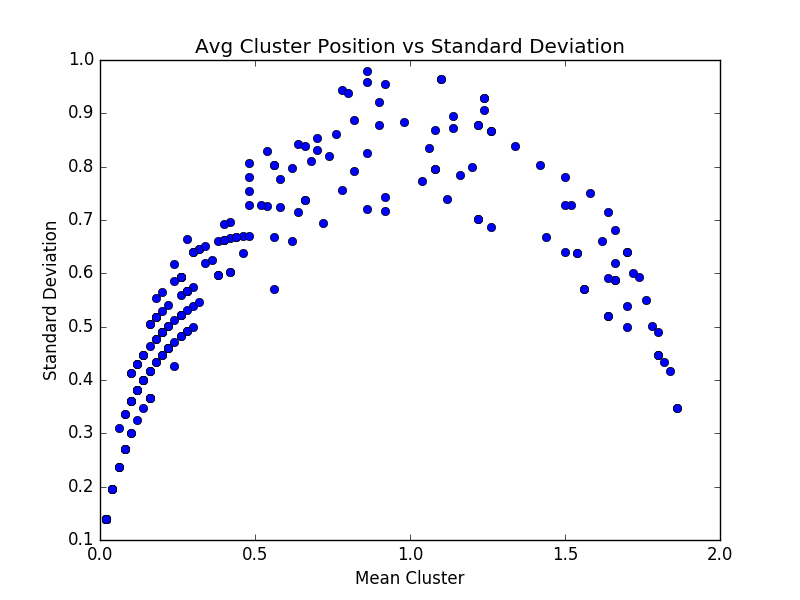 Avg Cluster Position vs Standard Deviation
1.0
0.9
0.8
0.7
0.6
0.5
0.4
0.3
0.2
0.1
Standard Deviation
0.0 0.5 1.0 1.5 2.0
Mean Cluster